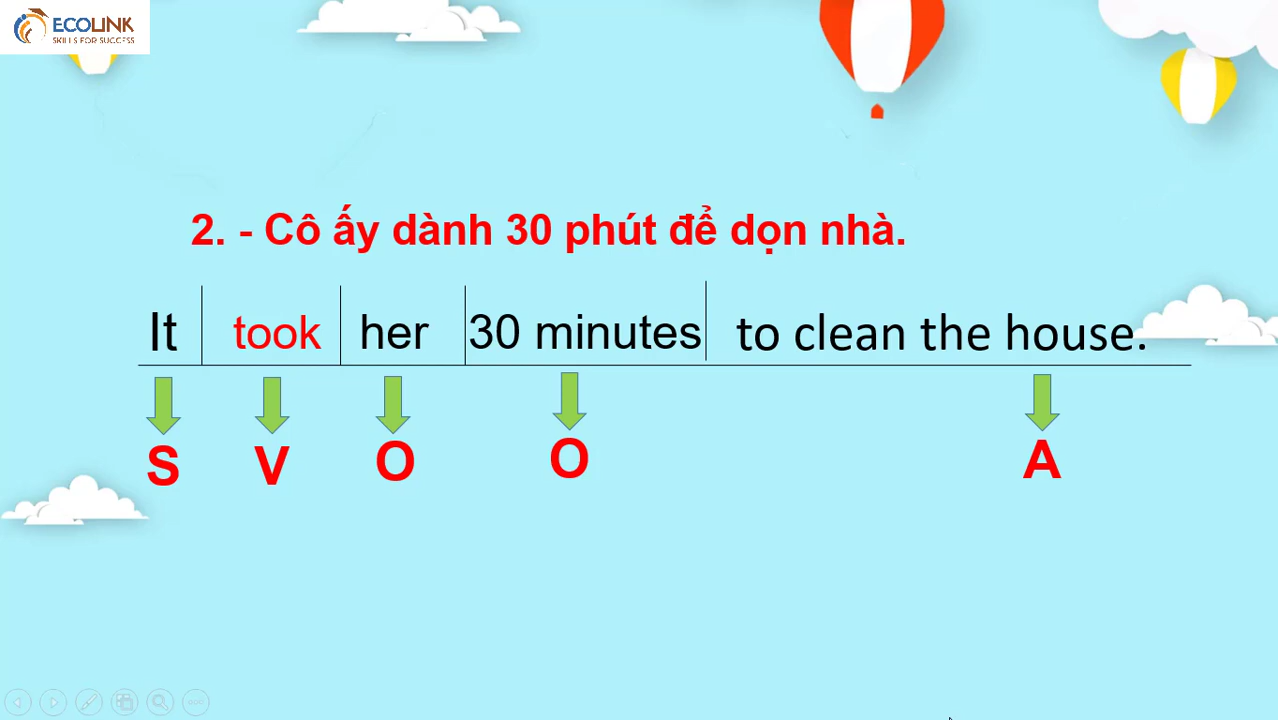 ECOLINK
SKILLS FOR SUCCESS
2. - Cô ấy dành 30 phút để dọn nhà.
It took her 30 minutes to clean the house.
S V O O A